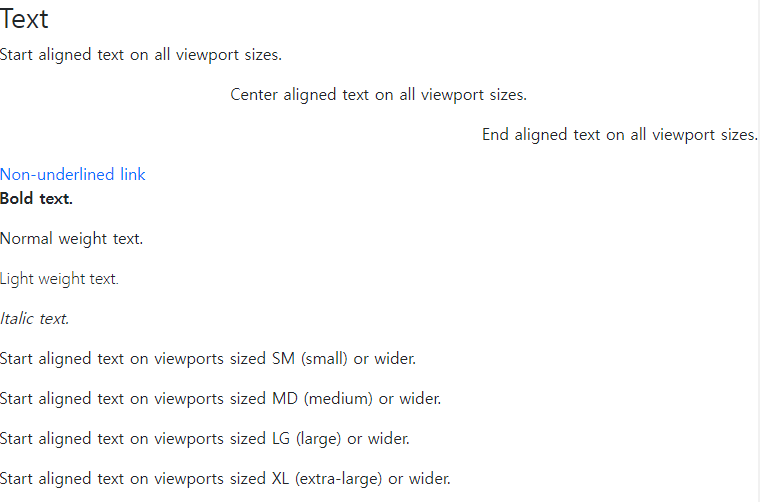 Text
Start aligned text on all viewport sizes.
Center aligned text on all viewport sizes.
End aligned text on all viewport sizes.
Non-underlined link
Bold text.
Normal weight text.
Light weight text.
Italic text.
Start aligned text on viewports sized SM (small) or wider.
Start aligned text on viewports sized MD (medium) or wider.
Start aligned text on viewports sized LG (large) or wider.
Start aligned text on viewports sized XL (extra-large) or wider.